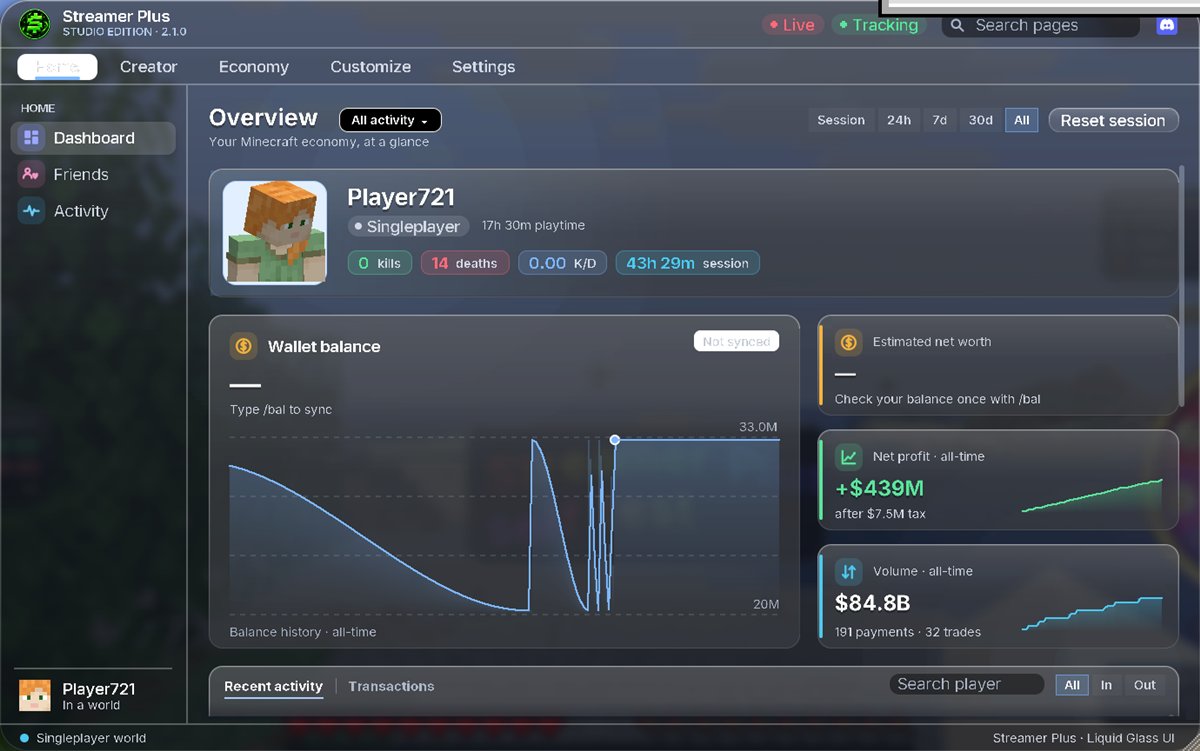 Streamer Plus
STUDIO EDITION · 2.1.0
Live
Tracking
Search pages
Home
Creator
Economy
Customize
Settings
HOME
Dashboard
Friends
Activity
Overview
All activity
Your Minecraft economy, at a glance
Session
24h
7d
30d
All
Reset session
Player721
Singleplayer
17h 30m playtime
0 kills
14 deaths
0.00 K/D
43h 29m session
Wallet balance
Not synced
—
Type /bal to sync
33.0M
20M
Balance history · all-time
Estimated net worth
—
Check your balance once with /bal
Net profit · all-time
+$439M
after $7.5M tax
Volume · all-time
$84.8B
191 payments · 32 trades
Recent activity
Transactions
Search player
All
In
Out
Player721
In a world
Singleplayer world
Streamer Plus · Liquid Glass UI